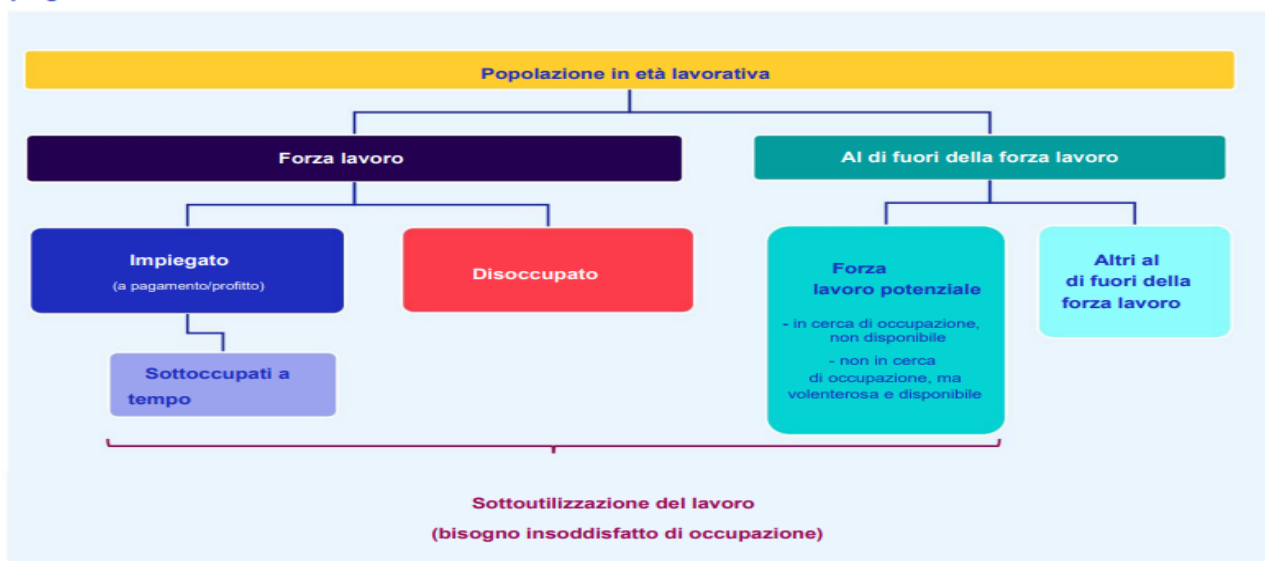 Popolazione in età lavorativa
Forza lavoro
Al di fuori della forza lavoro
Impiegato
(a pagamento/profitto)
Disoccupato
Forza
lavoro potenziale
- in cerca di occupazione,
non disponibile
- non in cerca
di occupazione, ma
volenterosa e disponibile
Altri al
di fuori della
forza lavoro
Sottoccupati a
tempo
Sottoutilizzazione del lavoro
(bisogno insoddisfatto di occupazione)